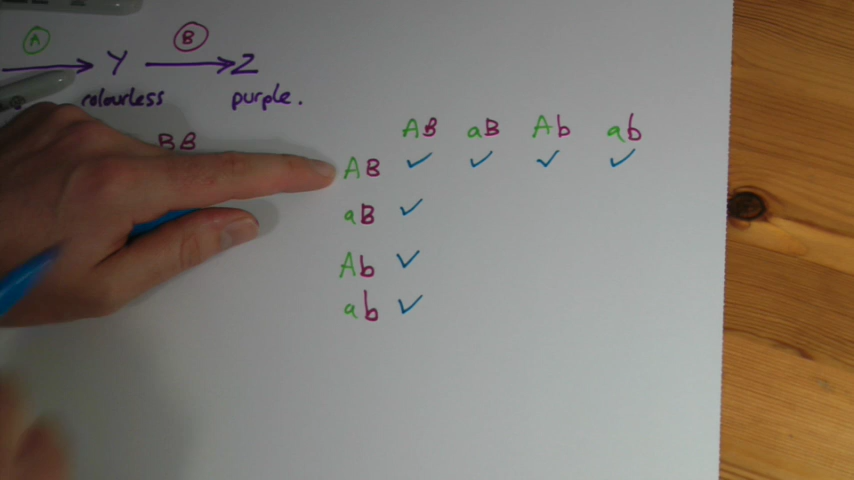 A B
Y Z
colourless purple.
BB
AB aB Ab ab
AB ✓ ✓ ✓ ✓
aB ✓
Ab ✓
ab ✓